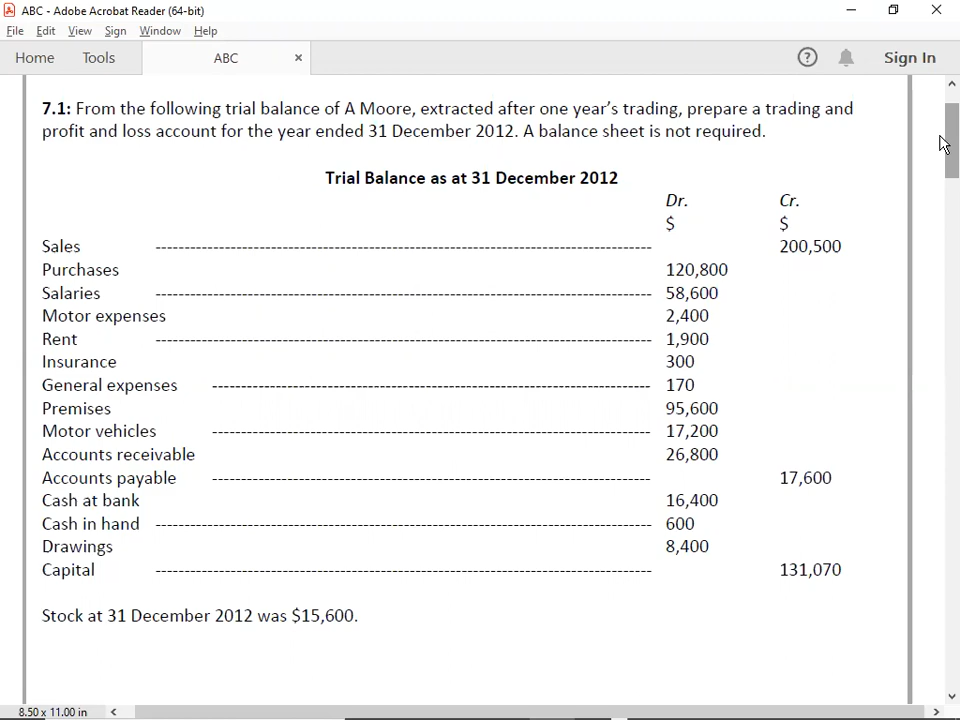 ABC - Adobe Acrobat Reader (64-bit)
File Edit View Sign Window Help
Home Tools ABC × ? Sign In
7.1: From the following trial balance of A Moore, extracted after one year's trading, prepare a trading and
profit and loss account for the year ended 31 December 2012. A balance sheet is not required.
Trial Balance as at 31 December 2012
Dr. Cr.
$ $
Sales 200,500
Purchases 120,800
Salaries 58,600
Motor expenses 2,400
Rent 1,900
Insurance 300
General expenses 170
Premises 95,600
Motor vehicles 17,200
Accounts receivable 26,800
Accounts payable 17,600
Cash at bank 16,400
Cash in hand 600
Drawings 8,400
Capital 131,070
Stock at 31 December 2012 was $15,600.
8.50 x 11.00 in